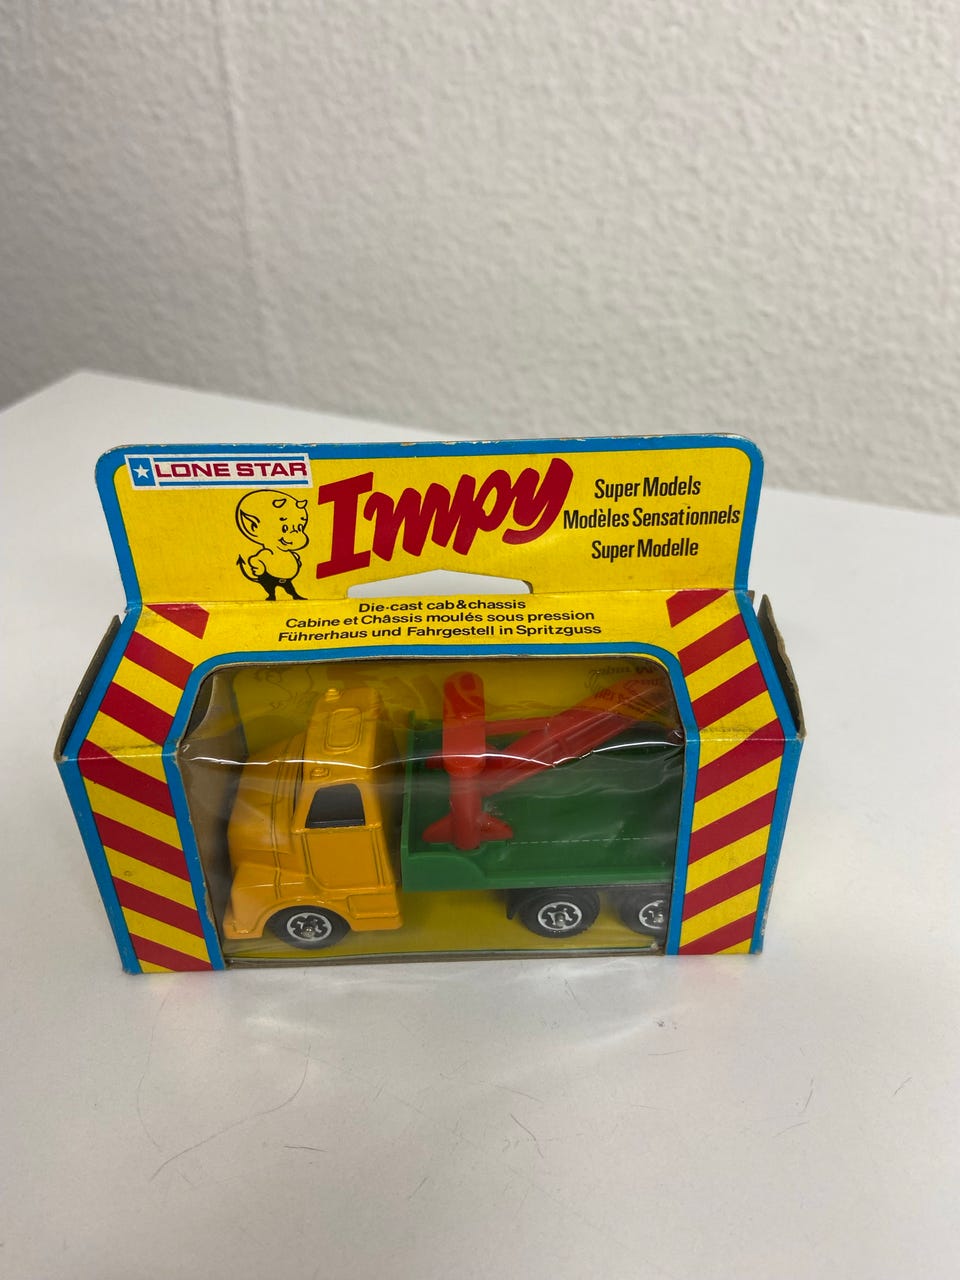 LONE STAR
Impy
Super Models
Modèles Sensationnels
Super Modelle
Die-cast cab&chassis
Cabine et Châssis moulés sous pression
Führerhaus und Fahrgestell in Spritzguss